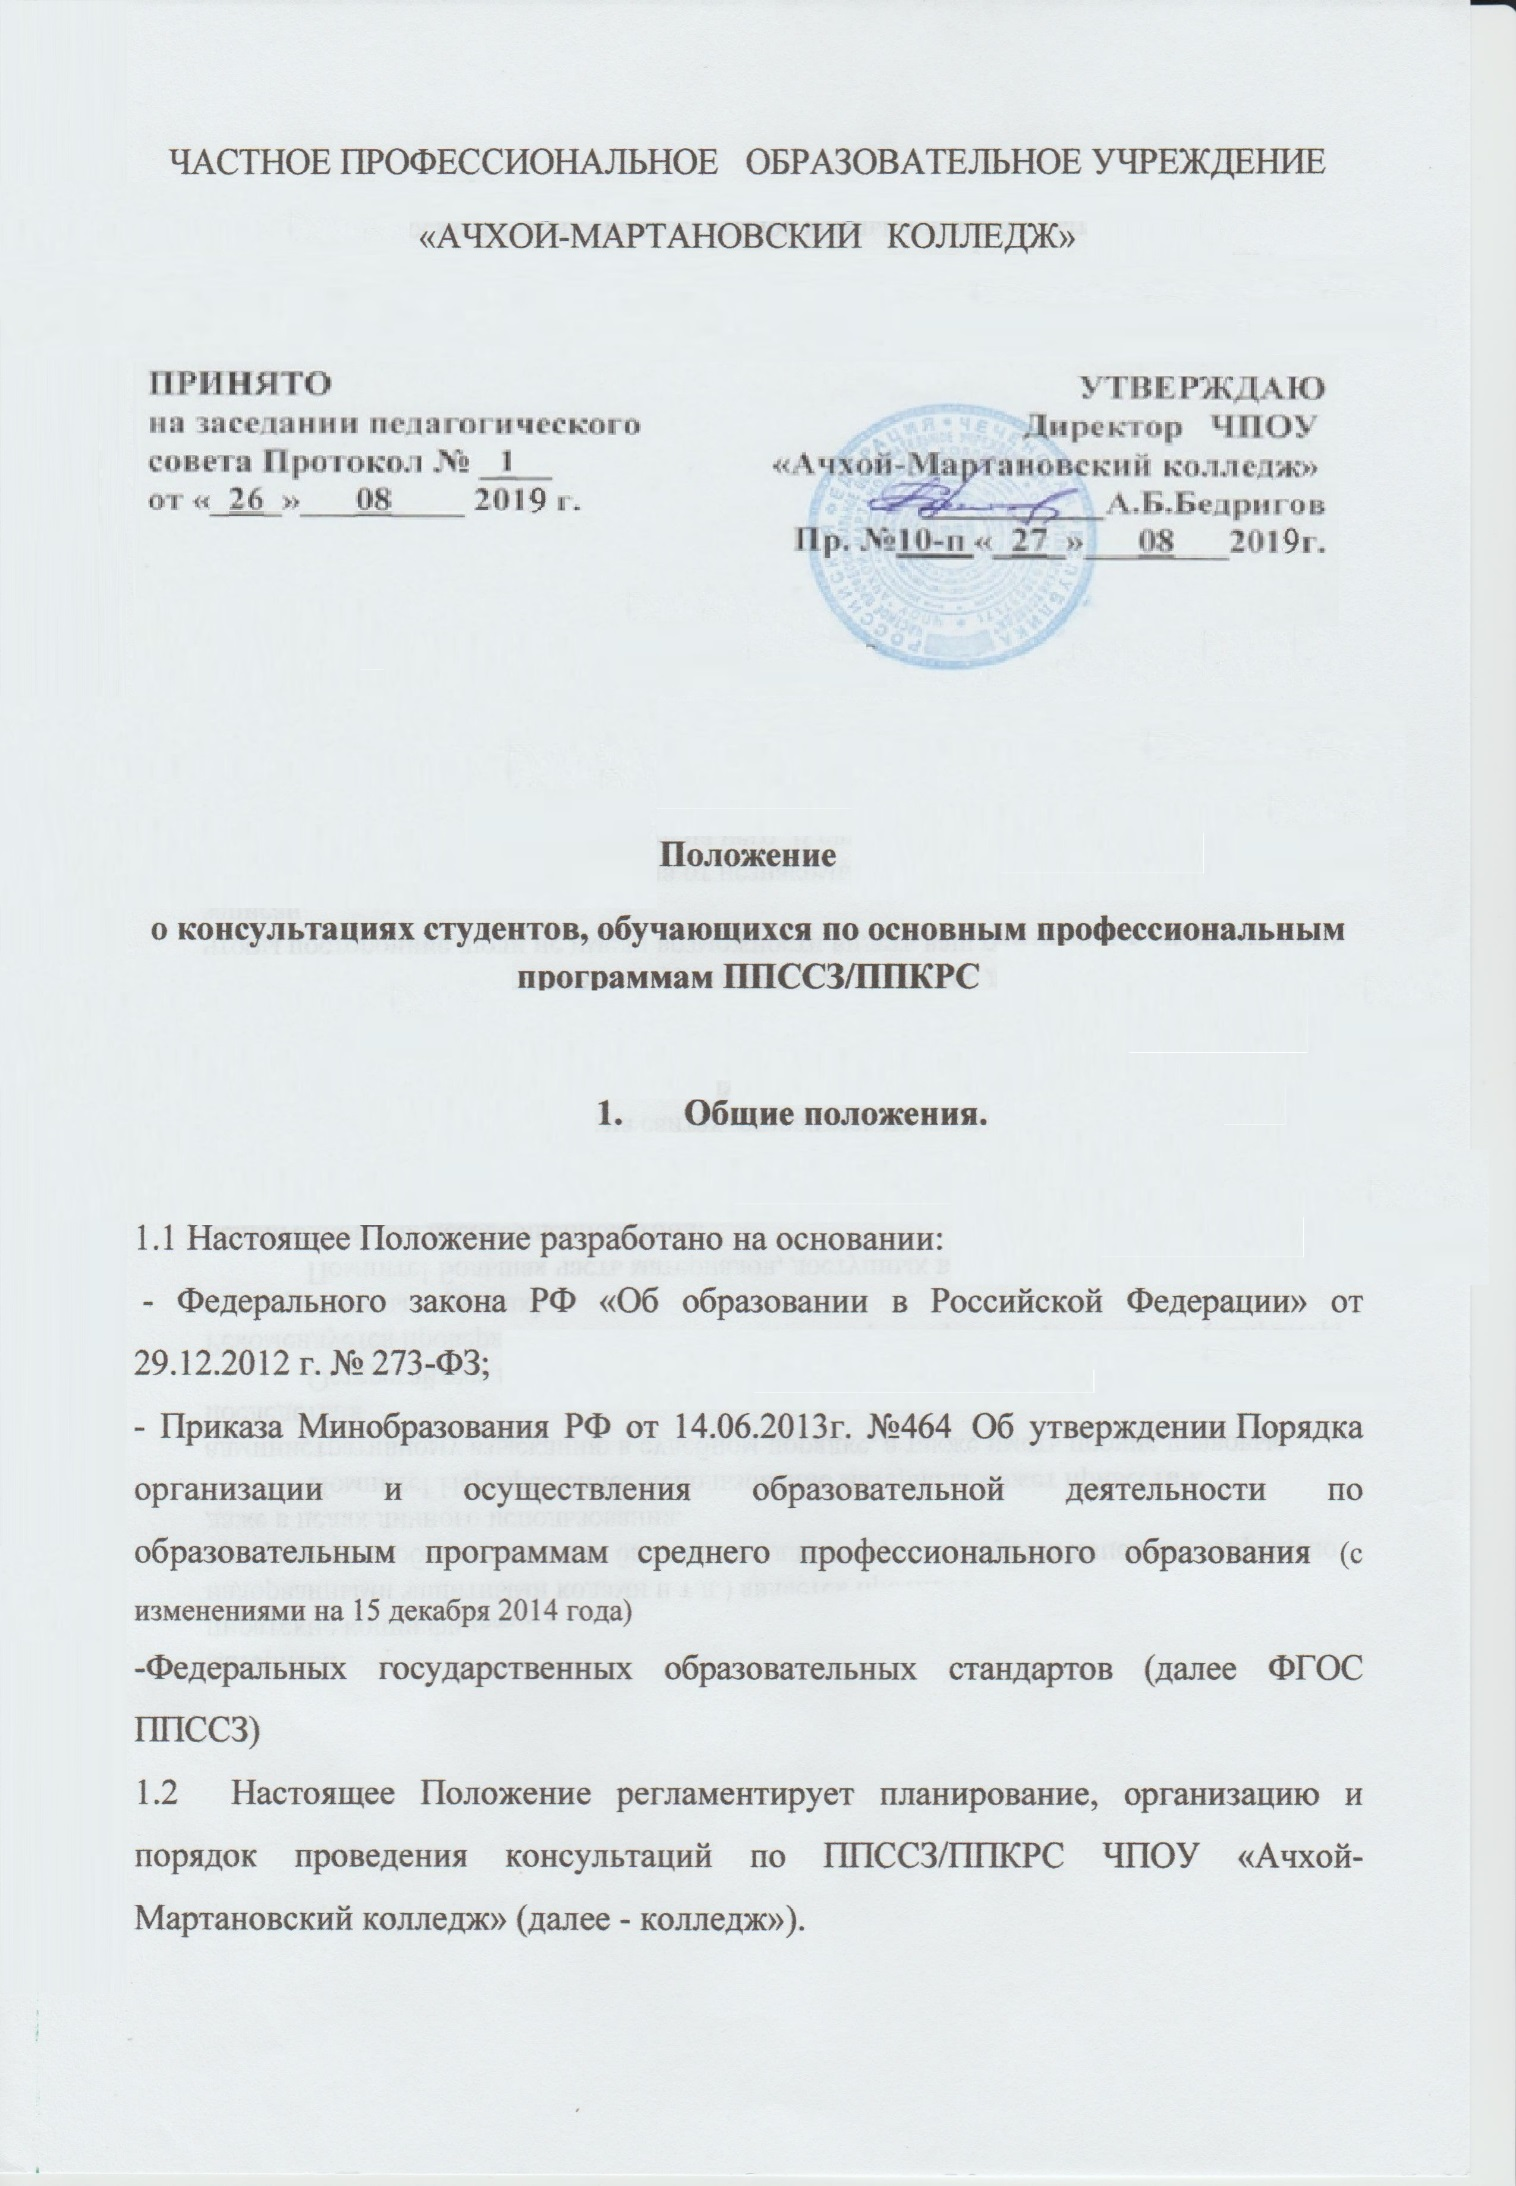 ЧАСТНОЕ ПРОФЕССИОНАЛЬНОЕ ОБРАЗОВАТЕЛЬНОЕ УЧРЕЖДЕНИЕ
«АЧХОЙ-МАРТАНОВСКИЙ КОЛЛЕДЖ»
ПРИНЯТО
на заседании педагогического
совета Протокол № 1
от « 26 » 08 2019 г.
УТВЕРЖДАЮ
Директор ЧПОУ
«Ачхой-Мартановский колледж»
А.Б.Бедригов
Пр. №10-п « 27 » 08 2019г.
РОССИЙСКАЯ ФЕДЕРАЦИЯ
Положение
о консультациях студентов, обучающихся по основным профессиональным
программам ППССЗ/ППКРС
1. Общие положения.
1.1 Настоящее Положение разработано на основании:
- Федерального закона РФ «Об образовании в Российской Федерации» от
29.12.2012 г. № 273-ФЗ;
- Приказа Минобразования РФ от 14.06.2013г. №464 Об утверждении Порядка
организации и осуществления образовательной деятельности по
образовательным программам среднего профессионального образования (с
изменениями на 15 декабря 2014 года)
-Федеральных государственных образовательных стандартов (далее ФГОС
ППССЗ)
1.2 Настоящее Положение регламентирует планирование, организацию и
порядок проведения консультаций по ППССЗ/ППКРС ЧПОУ «Ачхой-
Мартановский колледж» (далее - колледж»).